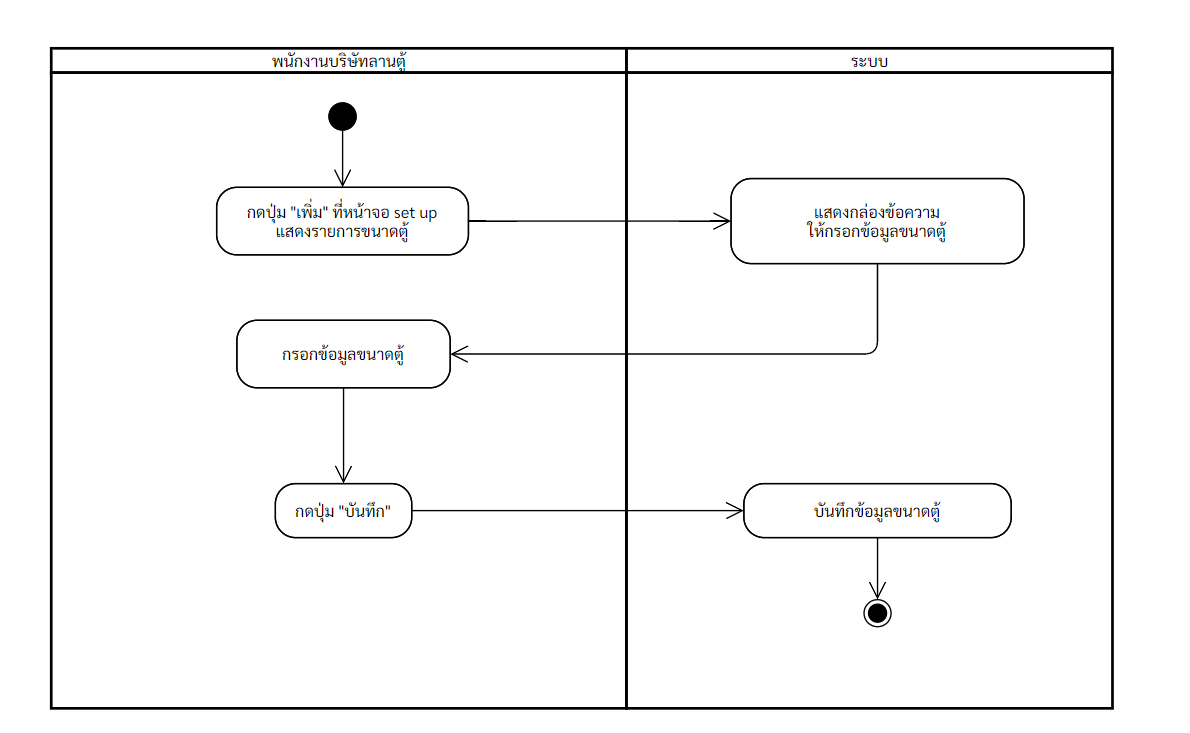 พนักงานบริษัทลานตู้
ระบบ
กดปุ่ม "เพิ่ม" ที่หน้าจอ set up
แสดงรายการขนาดตู้
แสดงกล่องข้อความ
ให้กรอกข้อมูลขนาดตู้
กรอกข้อมูลขนาดตู้
กดปุ่ม "บันทึก"
บันทึกข้อมูลขนาดตู้